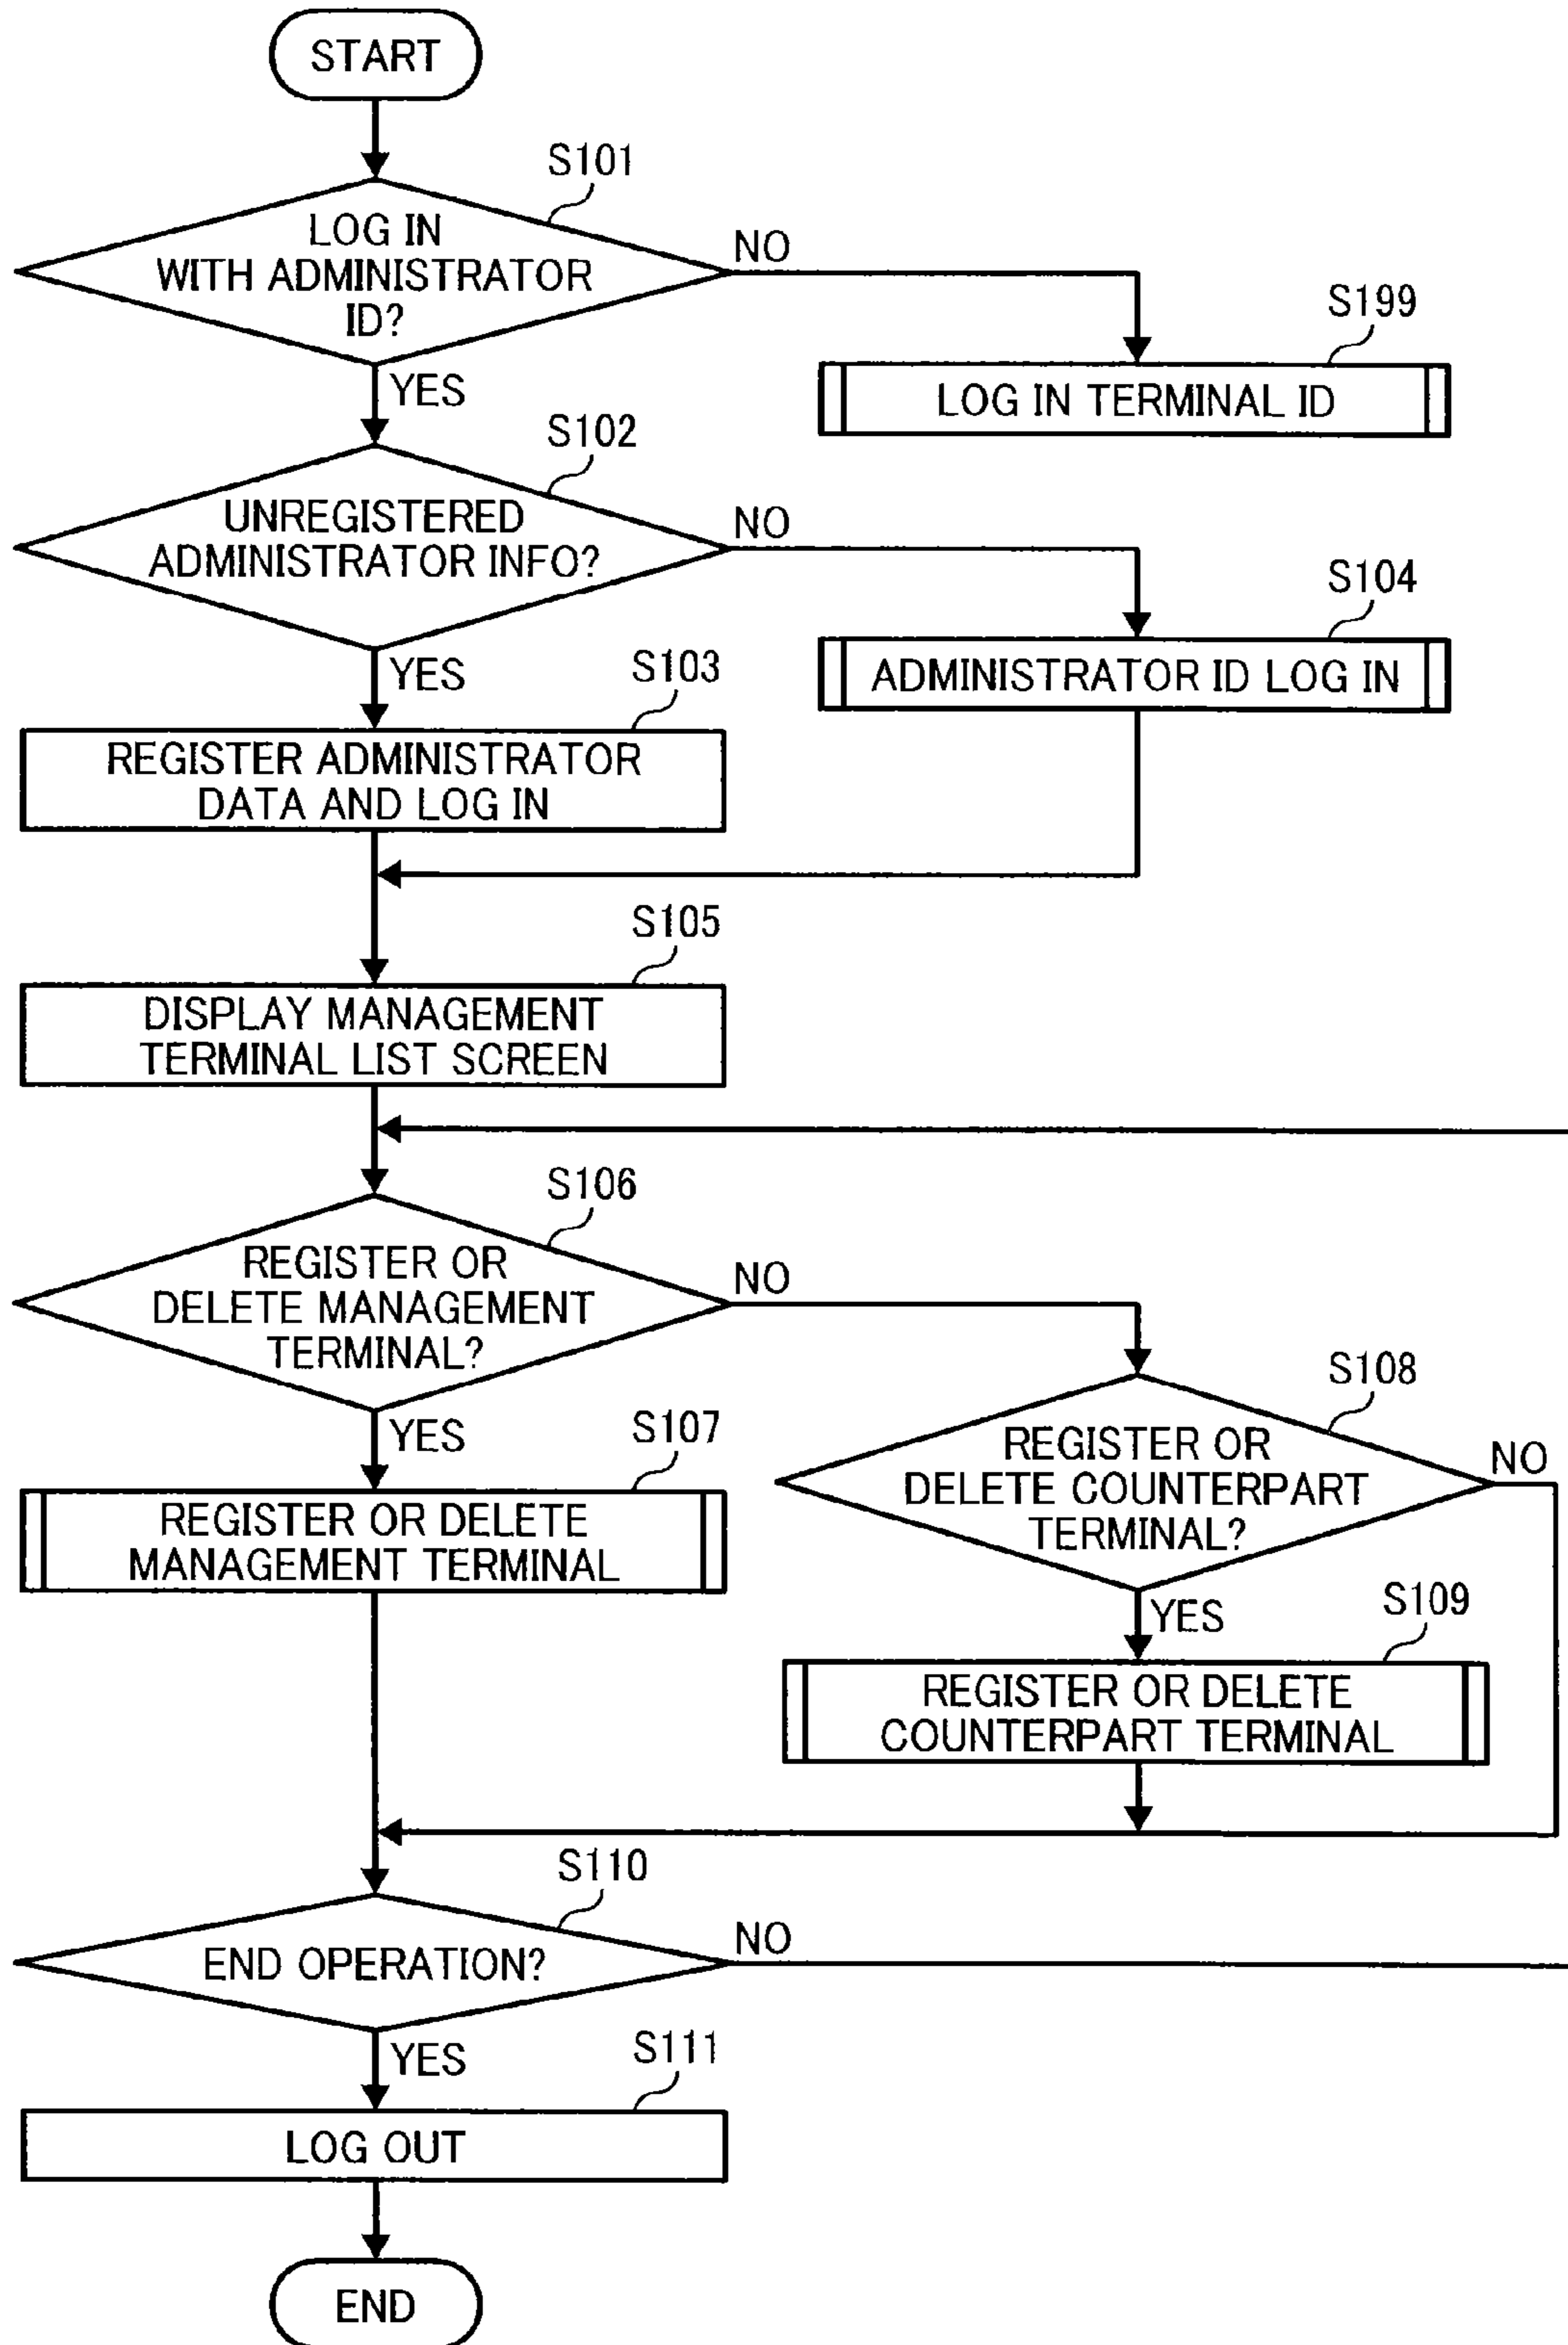 START
S101
LOG IN
WITH ADMINISTRATOR
ID?
NO
S199
LOG IN TERMINAL ID
YES
S102
UNREGISTERED
ADMINISTRATOR INFO?
NO
S104
ADMINISTRATOR ID LOG IN
YES
S103
REGISTER ADMINISTRATOR
DATA AND LOG IN
S105
DISPLAY MANAGEMENT
TERMINAL LIST SCREEN
S106
REGISTER OR
DELETE MANAGEMENT
TERMINAL?
NO
S108
REGISTER OR
DELETE COUNTERPART
TERMINAL?
NO
YES
S107
REGISTER OR DELETE
MANAGEMENT TERMINAL
YES
S109
REGISTER OR DELETE
COUNTERPART TERMINAL
S110
END OPERATION?
NO
YES
S111
LOG OUT
END